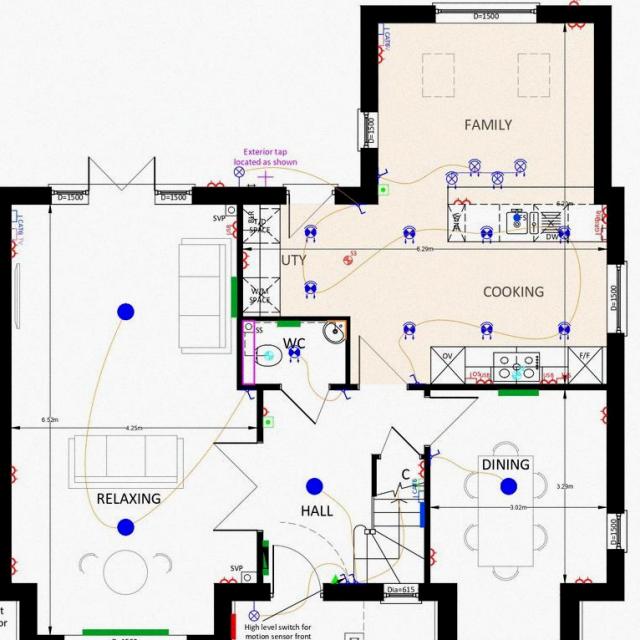 D=1500
CAT6
TV
D=1500
FAMILY
Exterior tap
located as shown
D=1500
D=1500
SVP
T/D
SPACE
DW
CAT6
TV
UTY
S3
6.29m
COOKING
D=1500
W/M
SPACE
SS
WC
OV
F/F
USB
USB
6.52m
4.25m
RELAXING
C
DINING
3.29m
3.02m
HALL
D=1500
SVP
Dia=615
High level switch for
motion sensor front